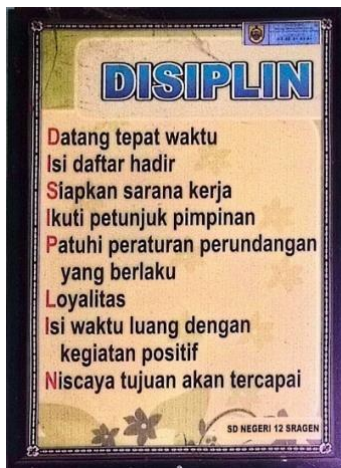 DISIPLIN
Datang tepat waktu
Isi daftar hadir
Siapkan sarana kerja
Ikuti petunjuk pimpinan
Patuhi peraturan perundangan
yang berlaku
Loyalitas
Isi waktu luang dengan
kegiatan positif
Niscaya tujuan akan tercapai
SD NEGERI 12 SRAGEN